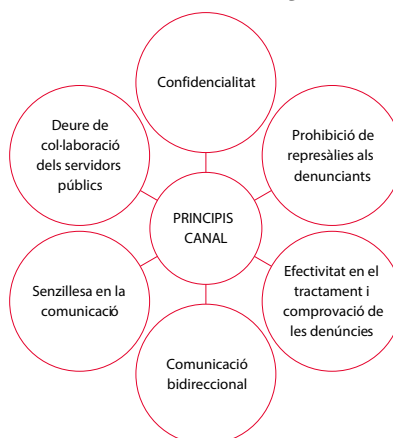 Confidencialitat
Deure de
col·laboració
dels servidors
públics
Prohibició de
represàlies als
denunciants
PRINCIPIS
CANAL
Senzillesa en la
comunicació
Efectivitat en el
tractament i
comprovació de
les denúncies
Comunicació
bidireccional